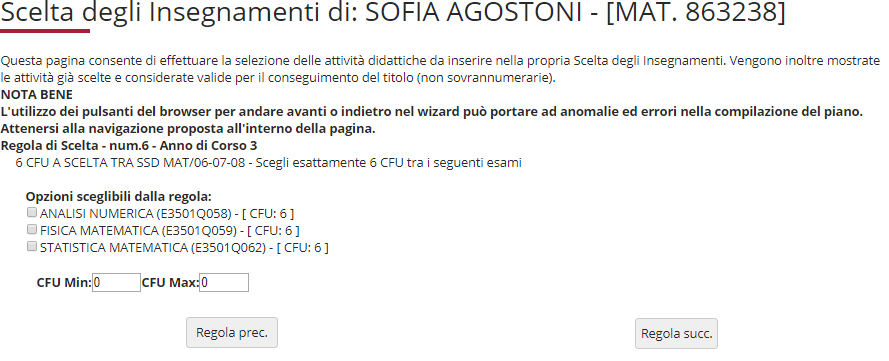 Scelta degli Insegnamenti di: SOFIA AGOSTONI - [MAT. 863238]
Questa pagina consente di effettuare la selezione delle attività didattiche da inserire nella propria Scelta degli Insegnamenti. Vengono inoltre mostrate
le attività già scelte e considerate valide per il conseguimento del titolo (non sovrannumerarie).
NOTA BENE
L'utilizzo dei pulsanti del browser per andare avanti o indietro nel wizard può portare ad anomalie ed errori nella compilazione del piano.
Attenersi alla navigazione proposta all'interno della pagina.
Regola di Scelta - num.6 - Anno di Corso 3
6 CFU A SCELTA TRA SSD MAT/06-07-08 - Scegli esattamente 6 CFU tra i seguenti esami
Opzioni sceglibili dalla regola:
ANALISI NUMERICA (E3501Q058) - [ CFU: 6 ]
FISICA MATEMATICA (E3501Q059) - [ CFU: 6 ]
STATISTICA MATEMATICA (E3501Q062) - [ CFU: 6 ]
CFU Min: 0 CFU Max: 0
Regola prec. Regola succ.